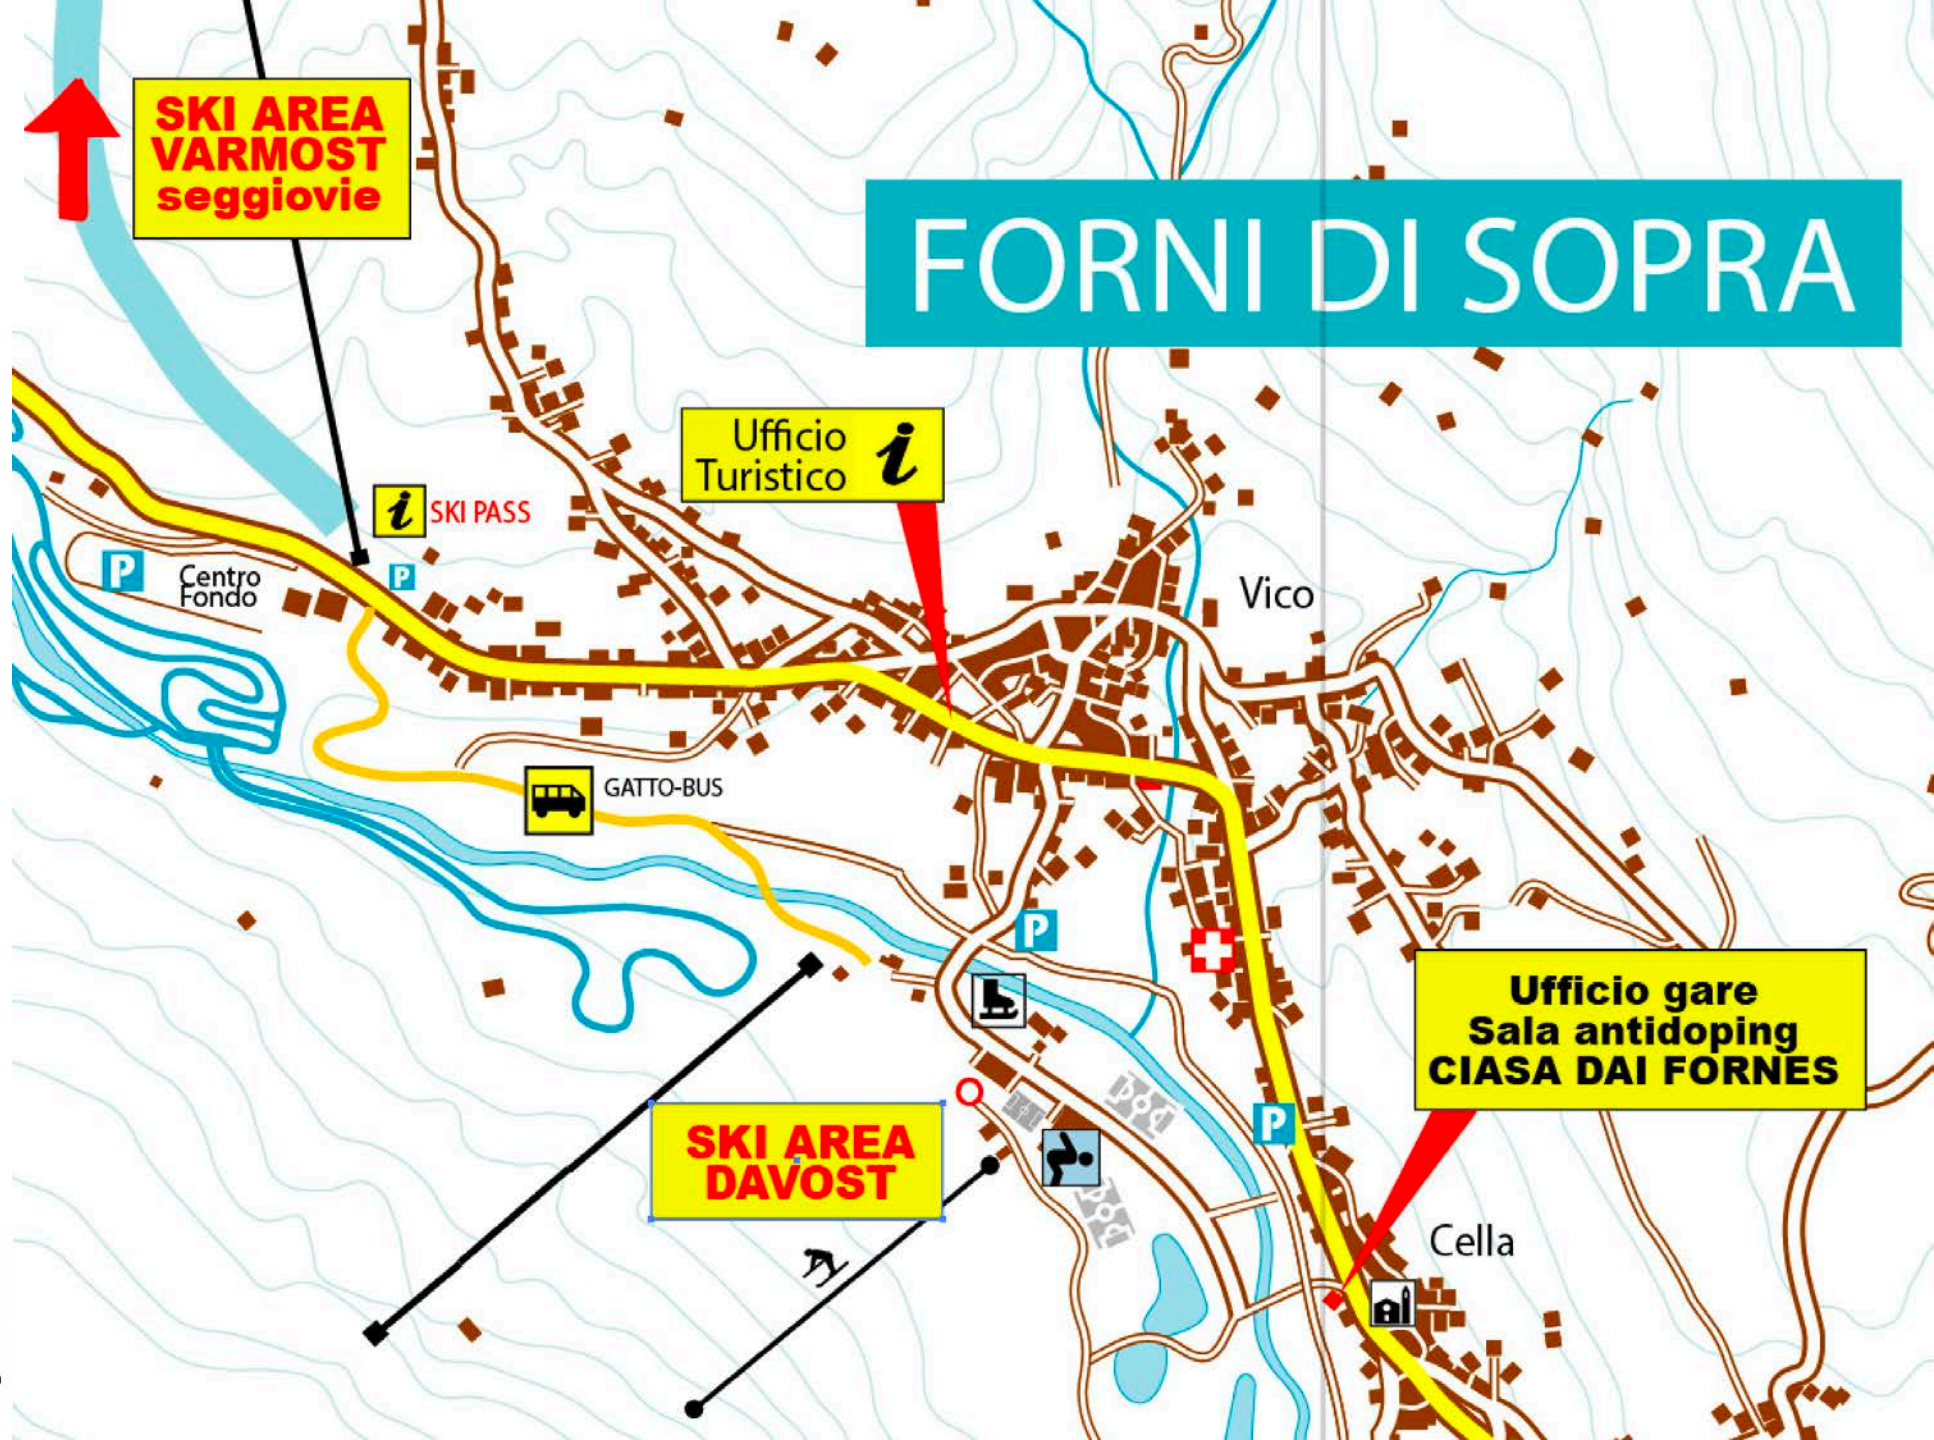 SKI AREA
VARMOST
seggiovie
FORNI DI SOPRA
Ufficio
Turistico
i
i
SKI PASS
P
Centro
Fondo
P
Vico
GATTO-BUS
P
Ufficio gare
Sala antidoping
CIASA DAI FORNES
P
SKI AREA
DAVOST
Cella